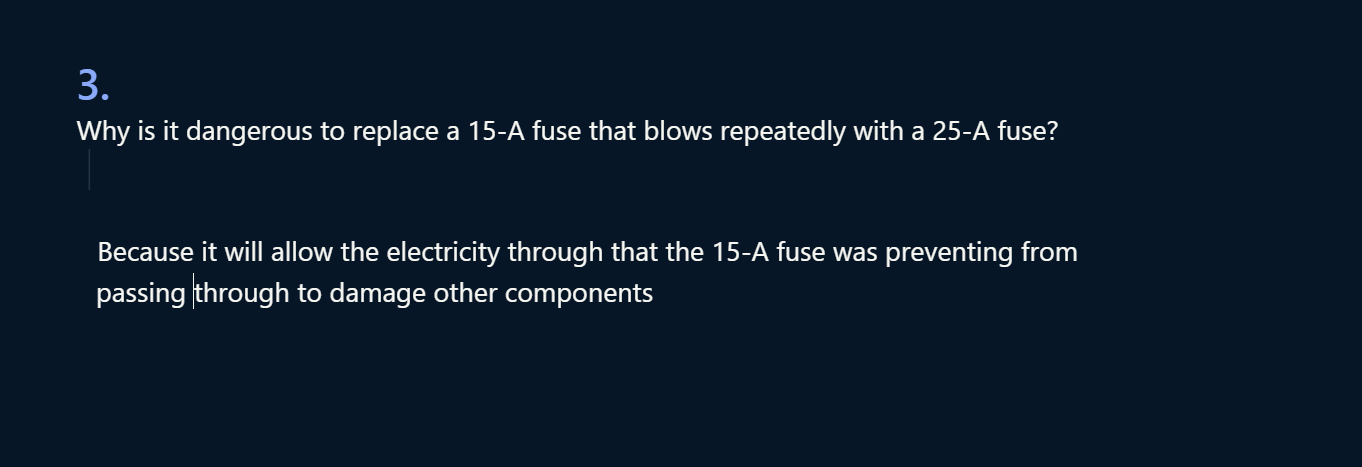 3.
Why is it dangerous to replace a 15-A fuse that blows repeatedly with a 25-A fuse?
Because it will allow the electricity through that the 15-A fuse was preventing from
passing through to damage other components